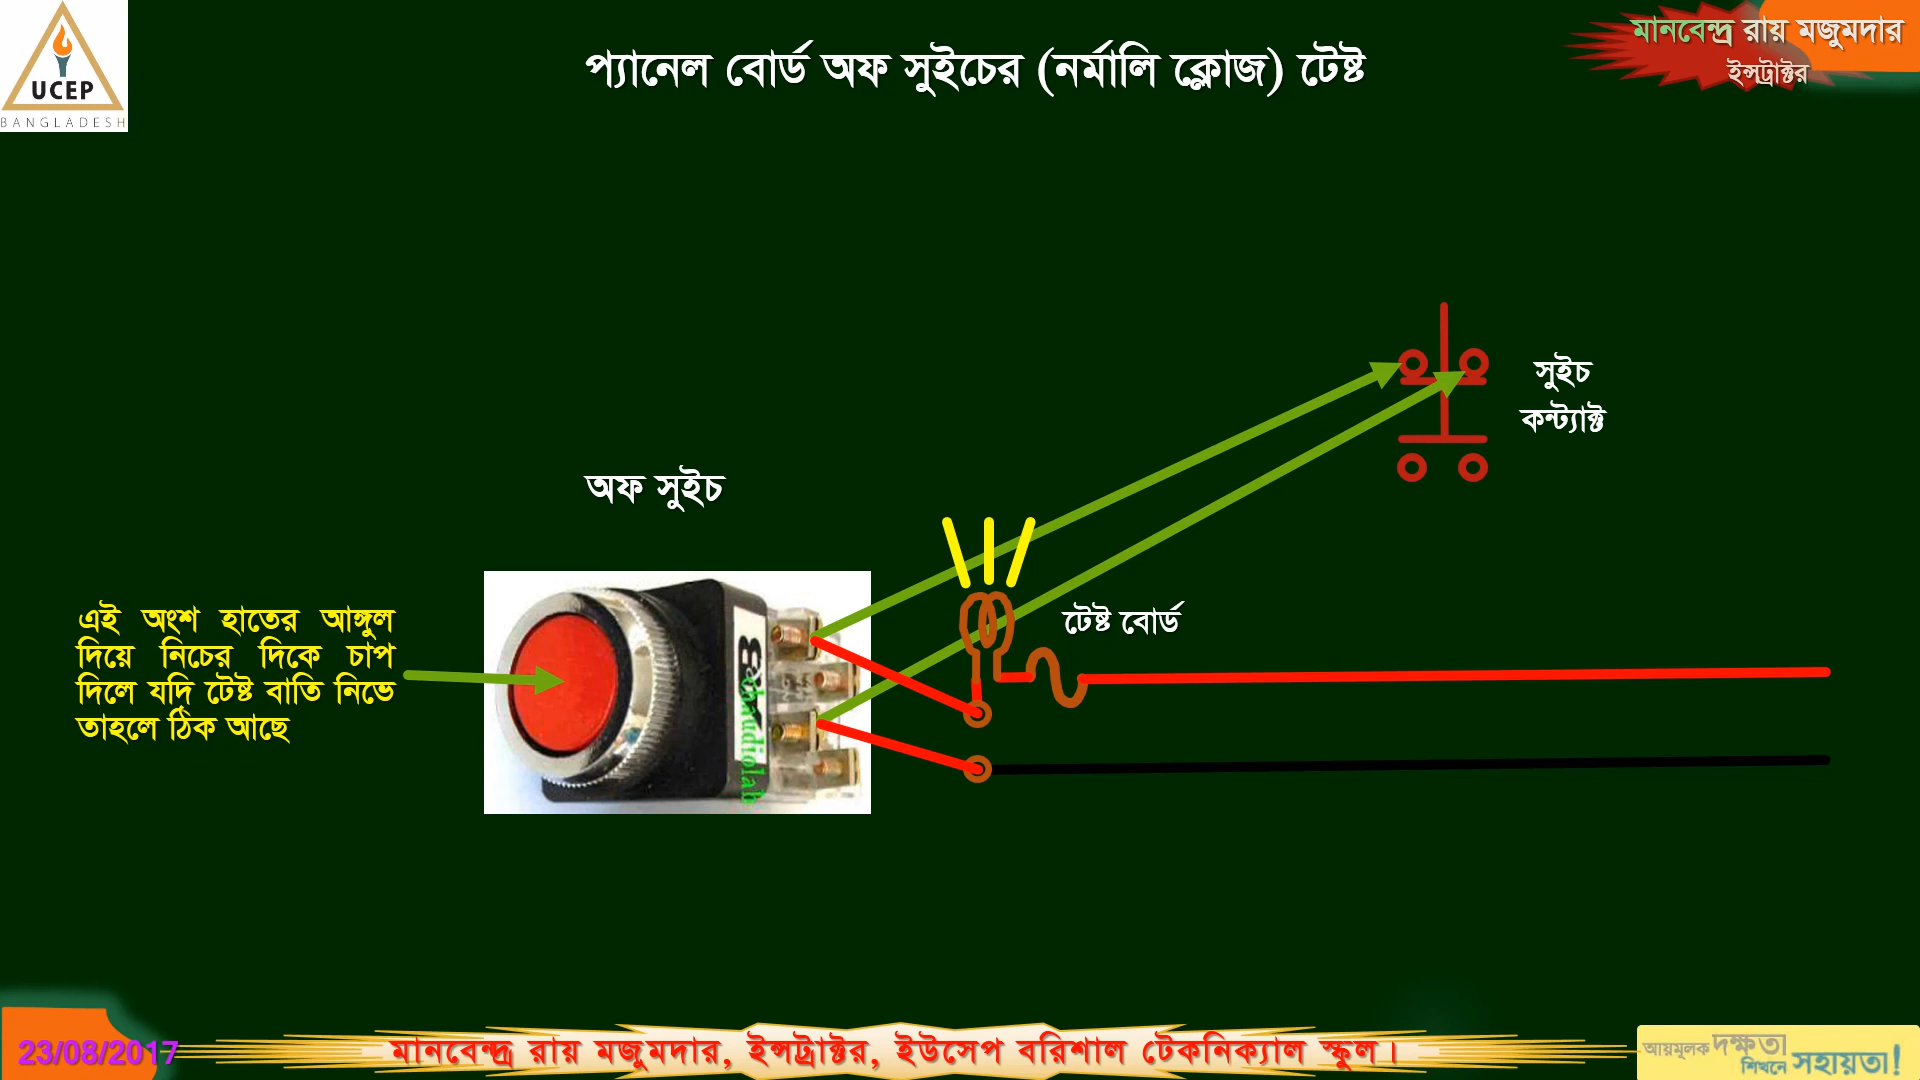 UCEP
BANGLADESH
প্যানেল বোর্ড অফ সুইচের (নর্মালি ক্লোজ) টেষ্ট
মানবেন্দ্র রায় মজুমদার
ইন্সট্রাক্টর
সুইচ
কন্ট্যাক্ট
অফ সুইচ
টেষ্ট বোর্ড
এই অংশ হাতের আঙ্গুল
দিয়ে নিচের দিকে চাপ
দিলে যদি টেষ্ট বাতি নিভে
তাহলে ঠিক আছে
chaudiolab
23/08/2017
মানবেন্দ্র রায় মজুমদার, ইন্সট্রাক্টর, ইউসেপ বরিশাল টেকনিক্যাল স্কুল।
আয়মূলক দক্ষতা
শিখনে সহায়তা!